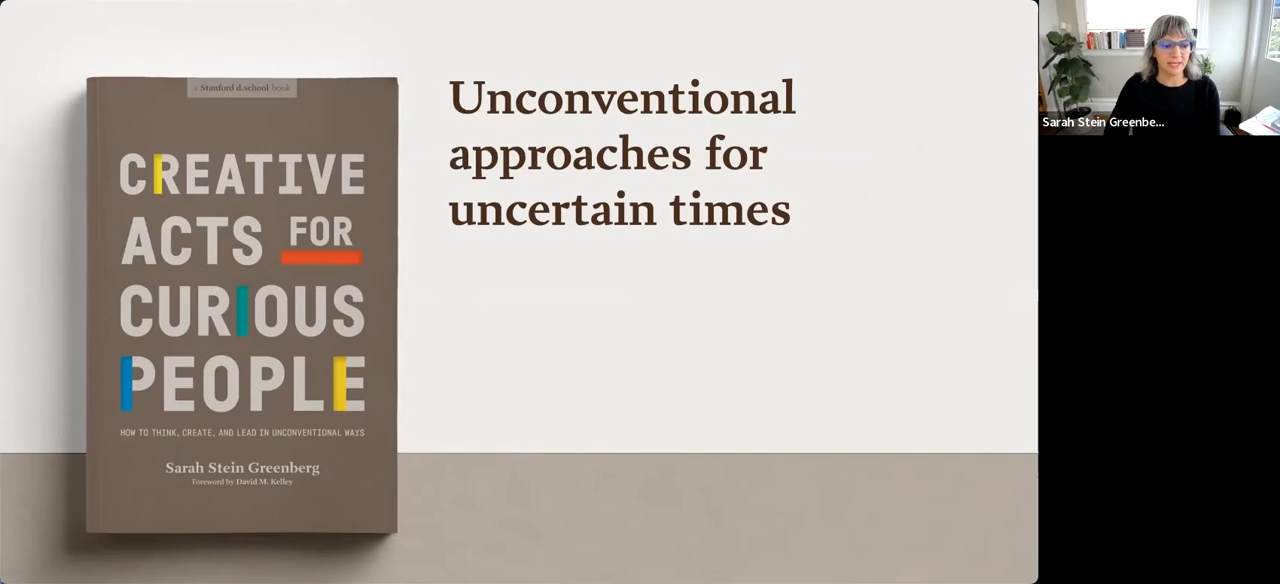 a Stanford d.school book
CREATIVE
ACTS FOR
CURIOUS
PEOPLE
HOW TO THINK, CREATE, AND LEAD IN UNCONVENTIONAL WAYS
Sarah Stein Greenberg
Foreword by David M. Kelley
Unconventional
approaches for
uncertain times
Sarah Stein Greenbe...